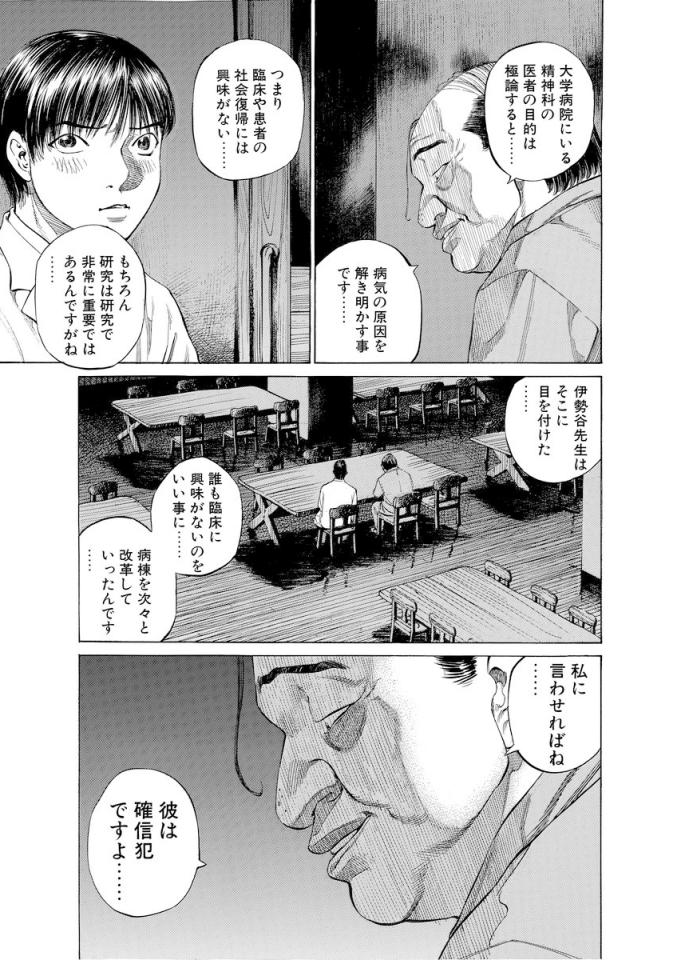 大学病院にいる
精神科の
医者の目的は
極論すると……
病気の原因を
解き明かす事
です……
つまり
臨床や患者の
社会復帰には
興味がない……
もちろん
研究は研究で
非常に重要では
あるんですがね
……
伊勢谷先生は
そこに
目を付けた
……
誰も臨床に
興味がないのを
いい事に……
病棟を次々と
改革して
いったんです
……
私に
言わせればね
……
彼は
確信犯
ですよ……